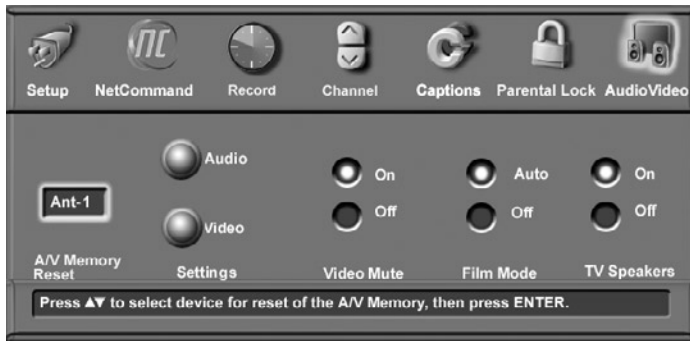 NC
Setup NetCommand Record Channel Captions Parental Lock AudioVideo
Audio On Auto On
Ant-1
Off Off Off
Video
A/V Memory
Reset Settings Video Mute Film Mode TV Speakers
Press ▲▼ to select device for reset of the A/V Memory, then press ENTER.